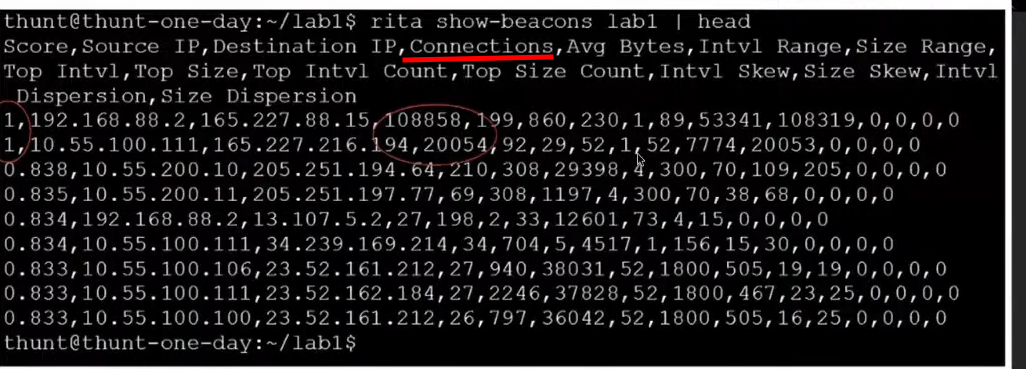 thunt@thunt-one-day:~/lab1$ rita show-beacons lab1 | head
Score,Source IP,Destination IP,Connections,Avg Bytes,Intvl Range,Size Range,
Top Intvl,Top Size,Top Intvl Count,Top Size Count,Intvl Skew,Size Skew,Intvl
 Dispersion,Size Dispersion
1,192.168.88.2,165.227.88.15,108858,199,860,230,1,89,53341,108319,0,0,0,0
1,10.55.100.111,165.227.216.194,20054,92,29,52,1,52,7774,20053,0,0,0,0
0.838,10.55.200.10,205.251.194.64,210,308,29398,4,300,70,109,205,0,0,0,0
0.835,10.55.200.11,205.251.197.77,69,308,1197,4,300,70,38,68,0,0,0,0
0.834,192.168.88.2,13.107.5.2,27,198,2,33,12601,73,4,15,0,0,0,0
0.834,10.55.100.111,34.239.169.214,34,704,5,4517,1,156,15,30,0,0,0,0
0.833,10.55.100.106,23.52.161.212,27,940,38031,52,1800,505,19,19,0,0,0,0
0.833,10.55.100.111,23.52.162.184,27,2246,37828,52,1800,467,23,25,0,0,0,0
0.833,10.55.100.100,23.52.161.212,26,797,36042,52,1800,505,16,25,0,0,0,0
thunt@thunt-one-day:~/lab1$